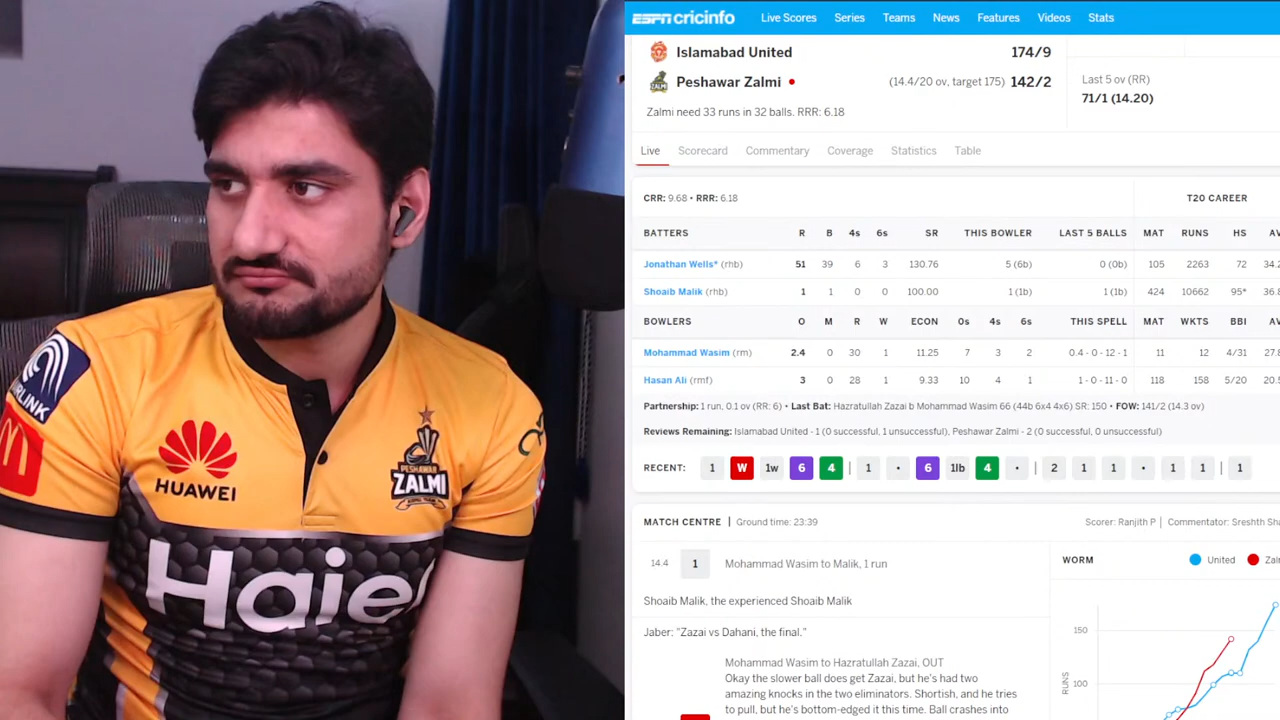 ESPN cricinfo Live Scores Series Teams News Features Videos Stats
Islamabad United 174/9
Peshawar Zalmi (14.4/20 ov, target 175) 142/2
Last 5 ov (RR)
71/1 (14.20)
Zalmi need 33 runs in 32 balls. RRR: 6.18
Live Scorecard Commentary Coverage Statistics Table
CRR: 9.68 • RRR: 6.18 T20 CAREER
BATTERS R B 4s 6s SR THIS BOWLER LAST 5 BALLS MAT RUNS HS
Jonathan Wells* (rhb) 51 39 6 3 130.76 5 (6b) 0 (0b) 105 2263 72 34.2
Shoaib Malik (rhb) 1 1 0 0 100.00 1 (1b) 1 (1b) 424 10662 95* 36.8
BOWLERS O M R W ECON 0s 4s 6s THIS SPELL MAT WKTS BBI
Mohammad Wasim (rm) 2.4 0 30 1 11.25 7 3 2 0.4 - 0 - 12 - 1 11 12 4/31 27.8
Hasan Ali (rmf) 3 0 28 1 9.33 10 4 1 1 - 0 - 11 - 0 118 158 5/20 20.5
Partnership: 1 run, 0.1 ov (RR: 6) • Last Bat: Hazratullah Zazai b Mohammad Wasim 66 (44b 6x4 4x6) SR: 150 • FOW: 141/2 (14.3 ov)
Reviews Remaining: Islamabad United - 1 (0 successful, 1 unsuccessful), Peshawar Zalmi - 2 (0 successful, 0 unsuccessful)
RECENT: 1 W 1w 6 4 | 1 • 6 1lb 4 • | 2 1 1 • 1 1 | 1
MATCH CENTRE | Ground time: 23:39 Scorer: Ranjith P | Commentator: Sreshth
14.4 1 Mohammad Wasim to Malik, 1 run
Shoaib Malik, the experienced Shoaib Malik
Jaber: "Zazai vs Dahani, the final."
Mohammad Wasim to Hazratullah Zazai, OUT
Okay the slower ball does get Zazai, but he's had two
amazing knocks in the two eliminators. Shortish, and he tries
to pull, but he's bottom-edged it this time. Ball crashes into
WORM United
RUNS
150
100
HUAWEI
PESHAWAR
ZALMI
Haier